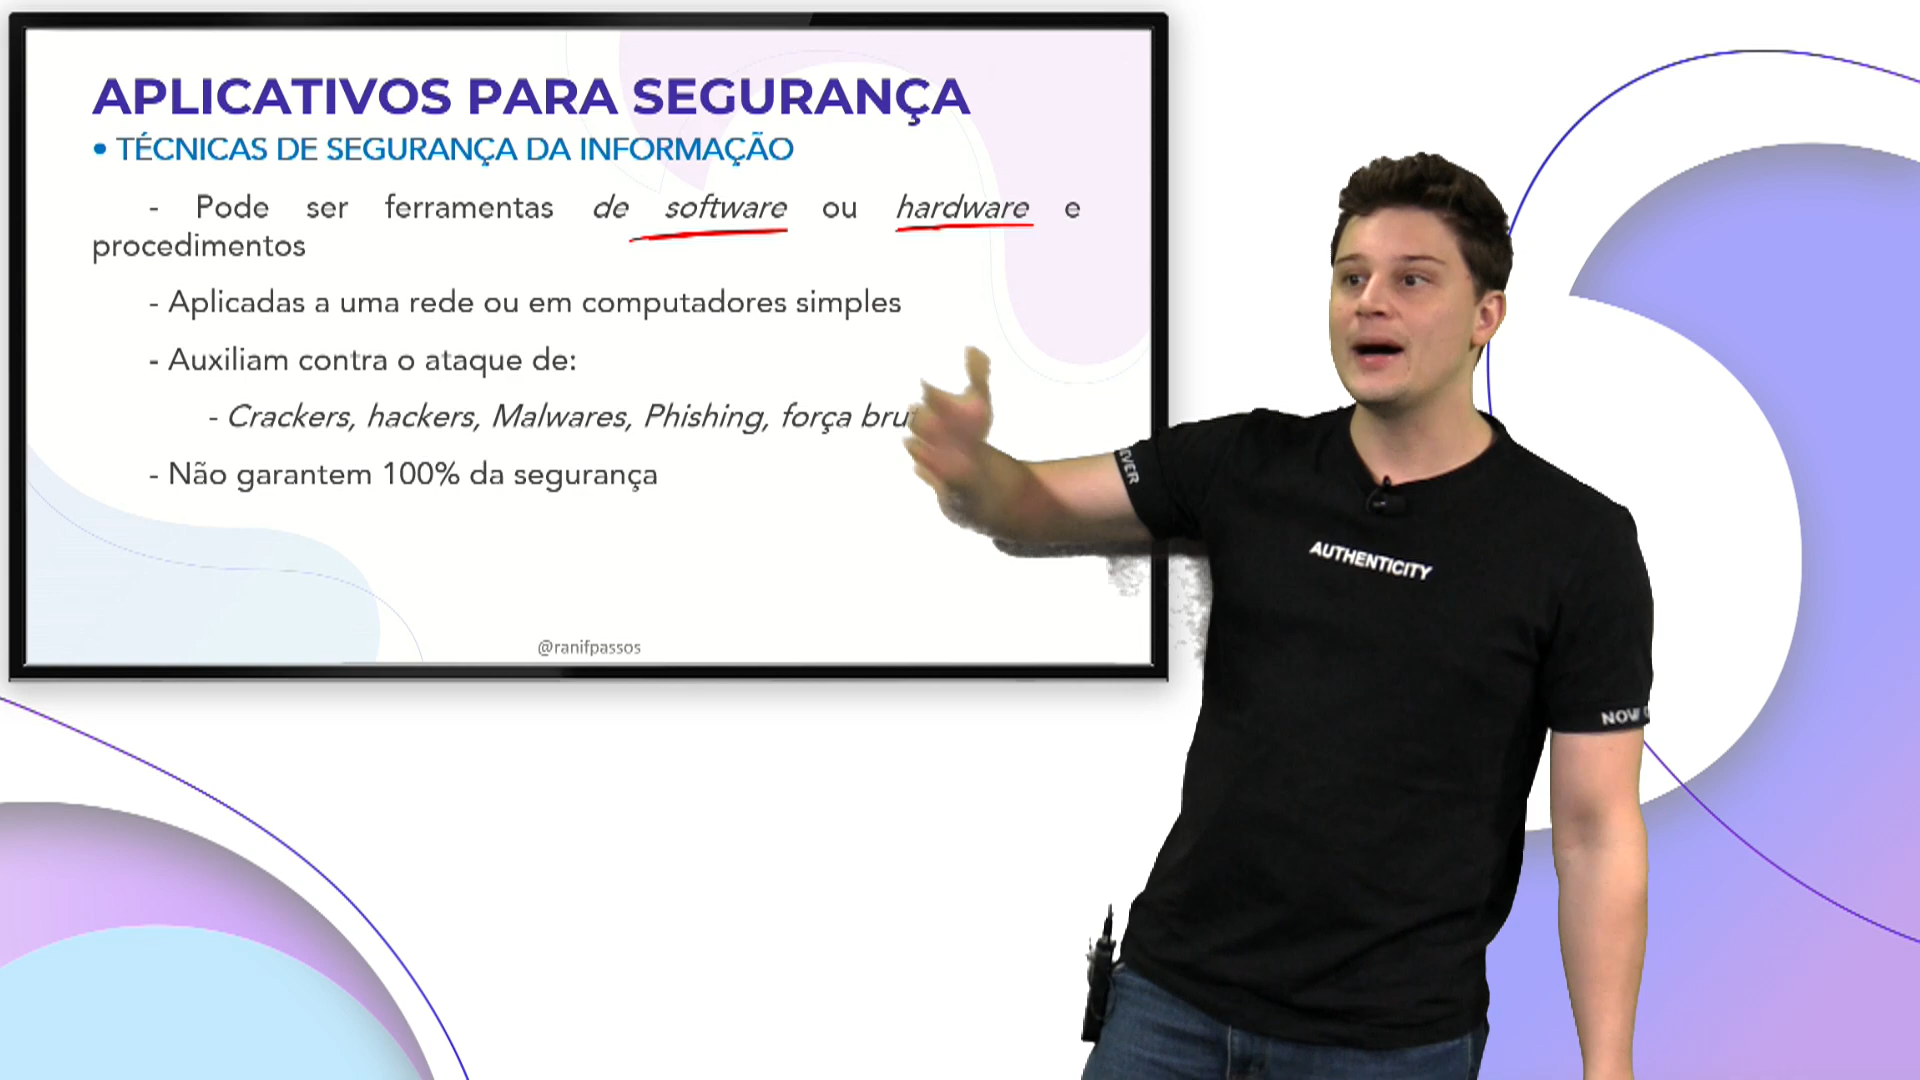 APLICATIVOS PARA SEGURANÇA
• TÉCNICAS DE SEGURANÇA DA INFORMAÇÃO
- Pode ser ferramentas de software ou hardware e
procedimentos
- Aplicadas a uma rede ou em computadores simples
- Auxiliam contra o ataque de:
- Crackers, hackers, Malwares, Phishing, força
- Não garantem 100% da segurança
@ranifpassos
EVER
AUTHENTICITY
NOW